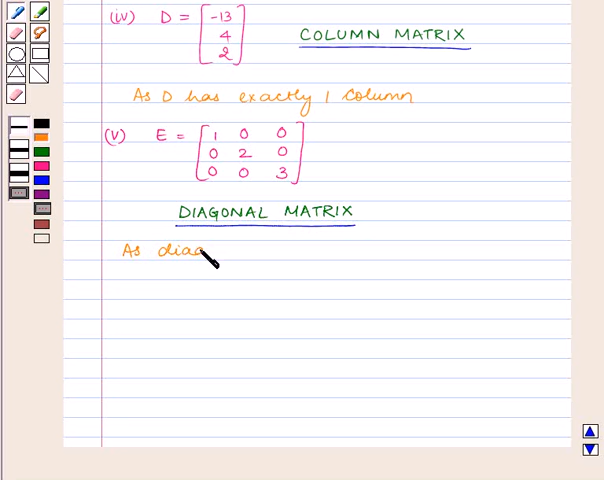 (iv) D = [-13
4
2] COLUMN MATRIX
As D has exactly 1 column
(v) E = [1 0 0
0 2 0
0 0 3]
DIAGONAL MATRIX
As diag